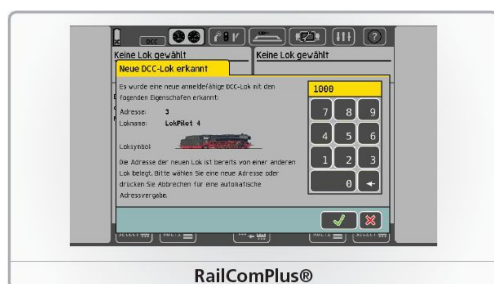 DCC
Keine Lok gewählt
Keine Lok gewählt
Neue DCC-Lok erkannt
Es wurde eine neue anmeldefähige DCC-Lok mit den
folgenden Eigenschafen erkannt:
Adresse: 3
Lokname: LokPilot 4
Loksymbol
Die Adresse der neuen Lok ist bereits von einer anderen
Lok belegt. Bitte wählen Sie eine neue Adresse oder
drücken Sie Abbrechen für eine automatische
Adressvergabe.
1000
7 8 9
4 5 6
1 2 3
0
RailComPlus®